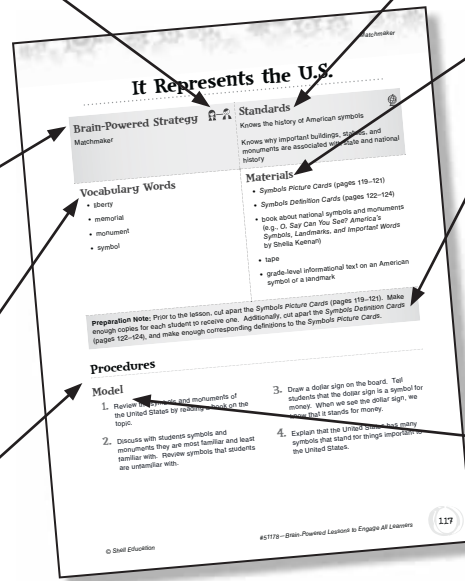 Matchmaker
It Represents the U.S.
Brain-Powered Strategy
Matchmaker
Standards
Knows the history of American symbols
Knows why important buildings, statues, and
monuments are associated with state and national
history
Vocabulary Words
• liberty
• memorial
• monument
• symbol
Materials
• Symbols Picture Cards (pages 119–121)
• Symbols Definition Cards (pages 122–124)
• book about national symbols and monuments
(e.g., O, Say Can You See? America's
Symbols, Landmarks, and Important Words
by Sheila Keenan)
• tape
• grade-level informational text on an American
symbol or a landmark
Preparation Note: Prior to the lesson, cut apart the Symbols Picture Cards (pages 119–121). Make
enough copies for each student to receive one. Additionally, cut apart the Symbols Definition Cards
(pages 122–124), and make enough corresponding definitions to the Symbols Picture Cards.
Procedures
Model
1. Review symbols and monuments of
the United States by reading a book on the
topic.
2. Discuss with students symbols and
monuments they are most familiar and least
familiar with. Review symbols that students
are unfamiliar with.
3. Draw a dollar sign on the board. Tell
students that the dollar sign is a symbol for
money. When we see the dollar sign, we
know that it stands for money.
4. Explain that the United States has many
symbols that stand for things important to
the United States.
© Shell Education
#51178—Brain-Powered Lessons to Engage All Learners
117